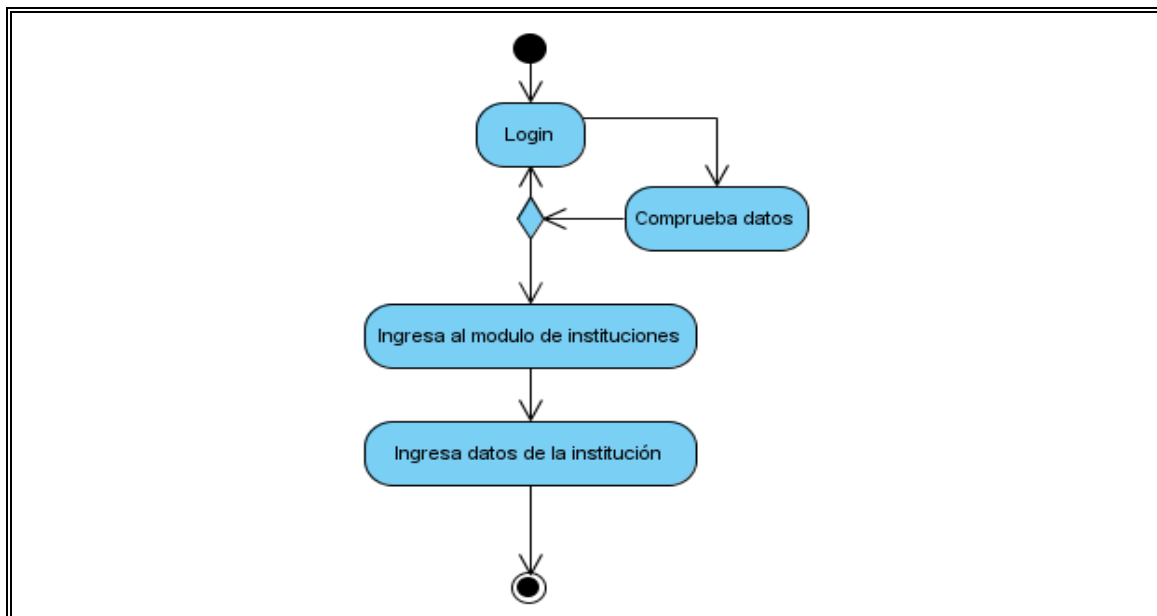 Login
Comprueba datos
Ingresa al modulo de instituciones
Ingresa datos de la institución